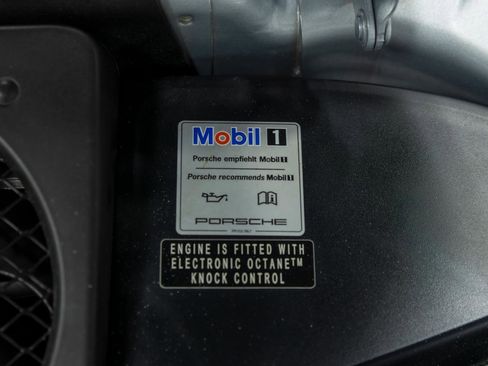 Mobil 1
Porsche empfiehlt Mobil 1
Porsche recommends Mobil 1
PORSCHE
ENGINE IS FITTED WITH
ELECTRONIC OCTANE™
KNOCK CONTROL